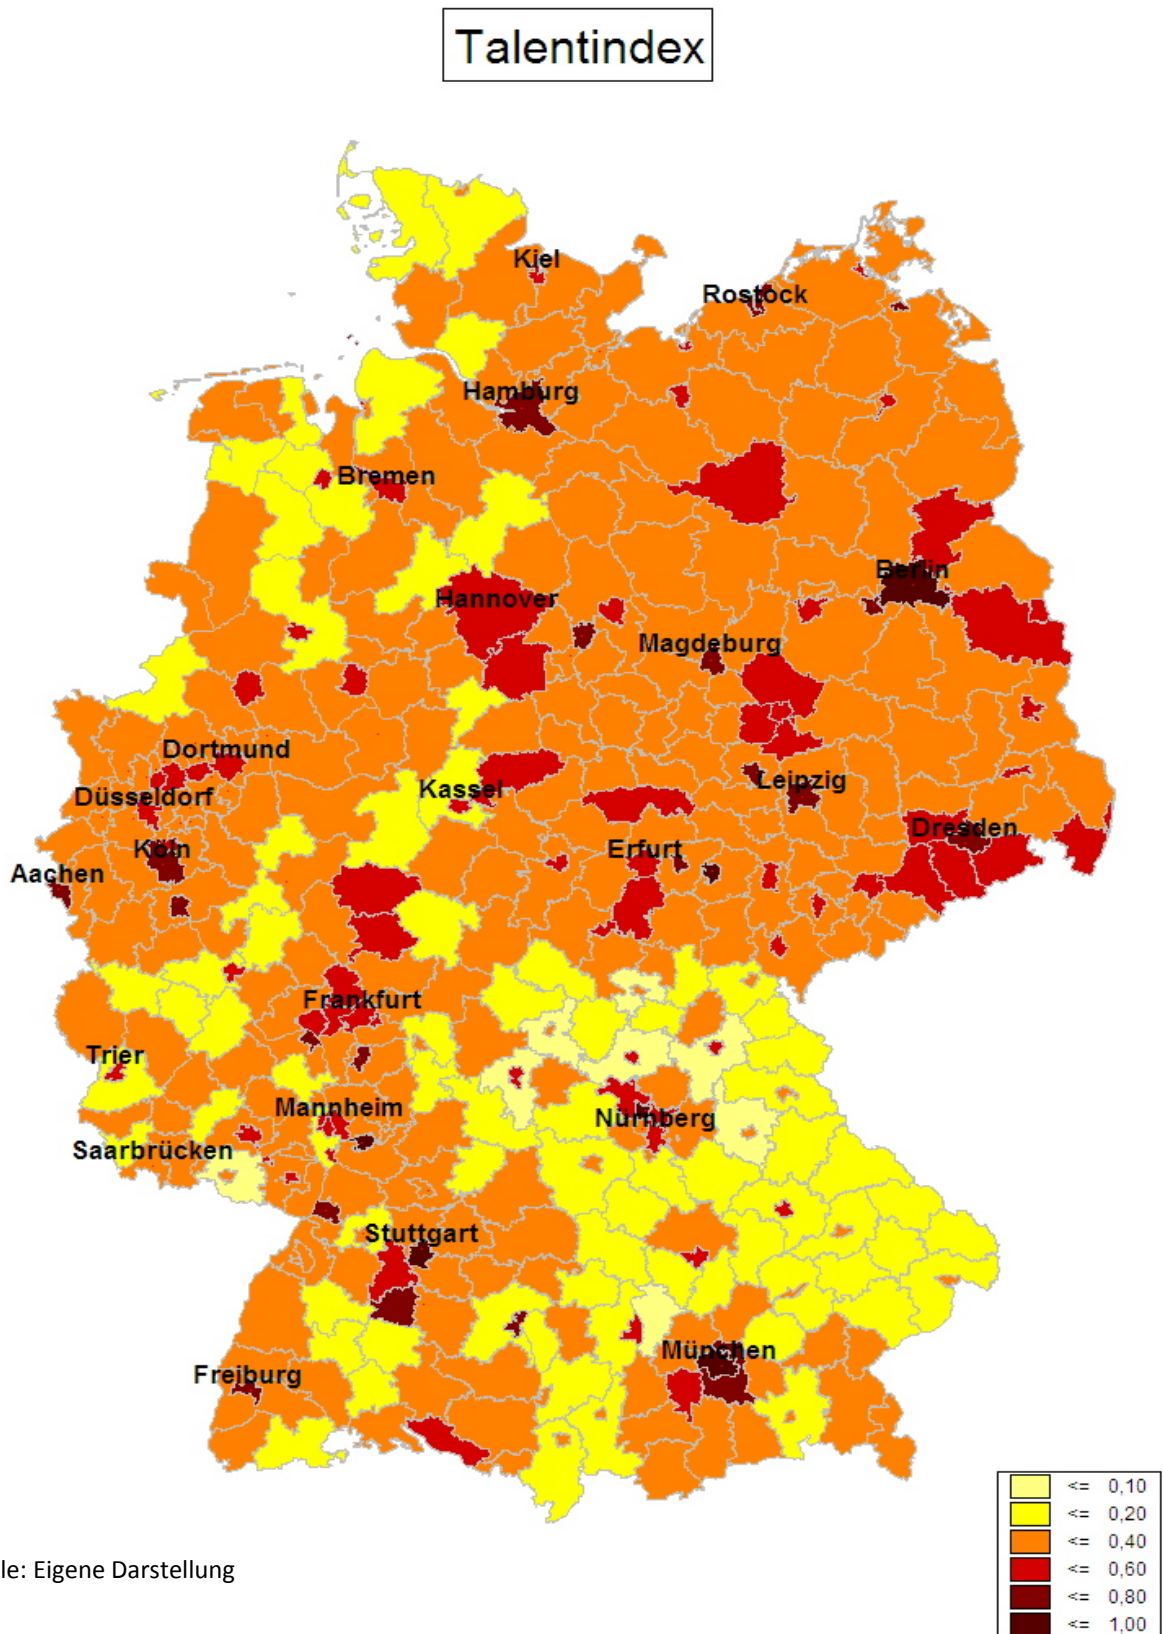 Talentindex
Kiel
Rostock
Hamburg
Bremen
Berlin
Hannover
Magdeburg
Dortmund
Leipzig
Kassel
Düsseldorf
Dresden
Köln
Erfurt
Aachen
Frankfurt
Trier
Mannheim
Nürnberg
Saarbrücken
Stuttgart
München
Freiburg
<= 0,10
<= 0,20
<= 0,40
<= 0,60
<= 0,80
<= 1,00
le: Eigene Darstellung